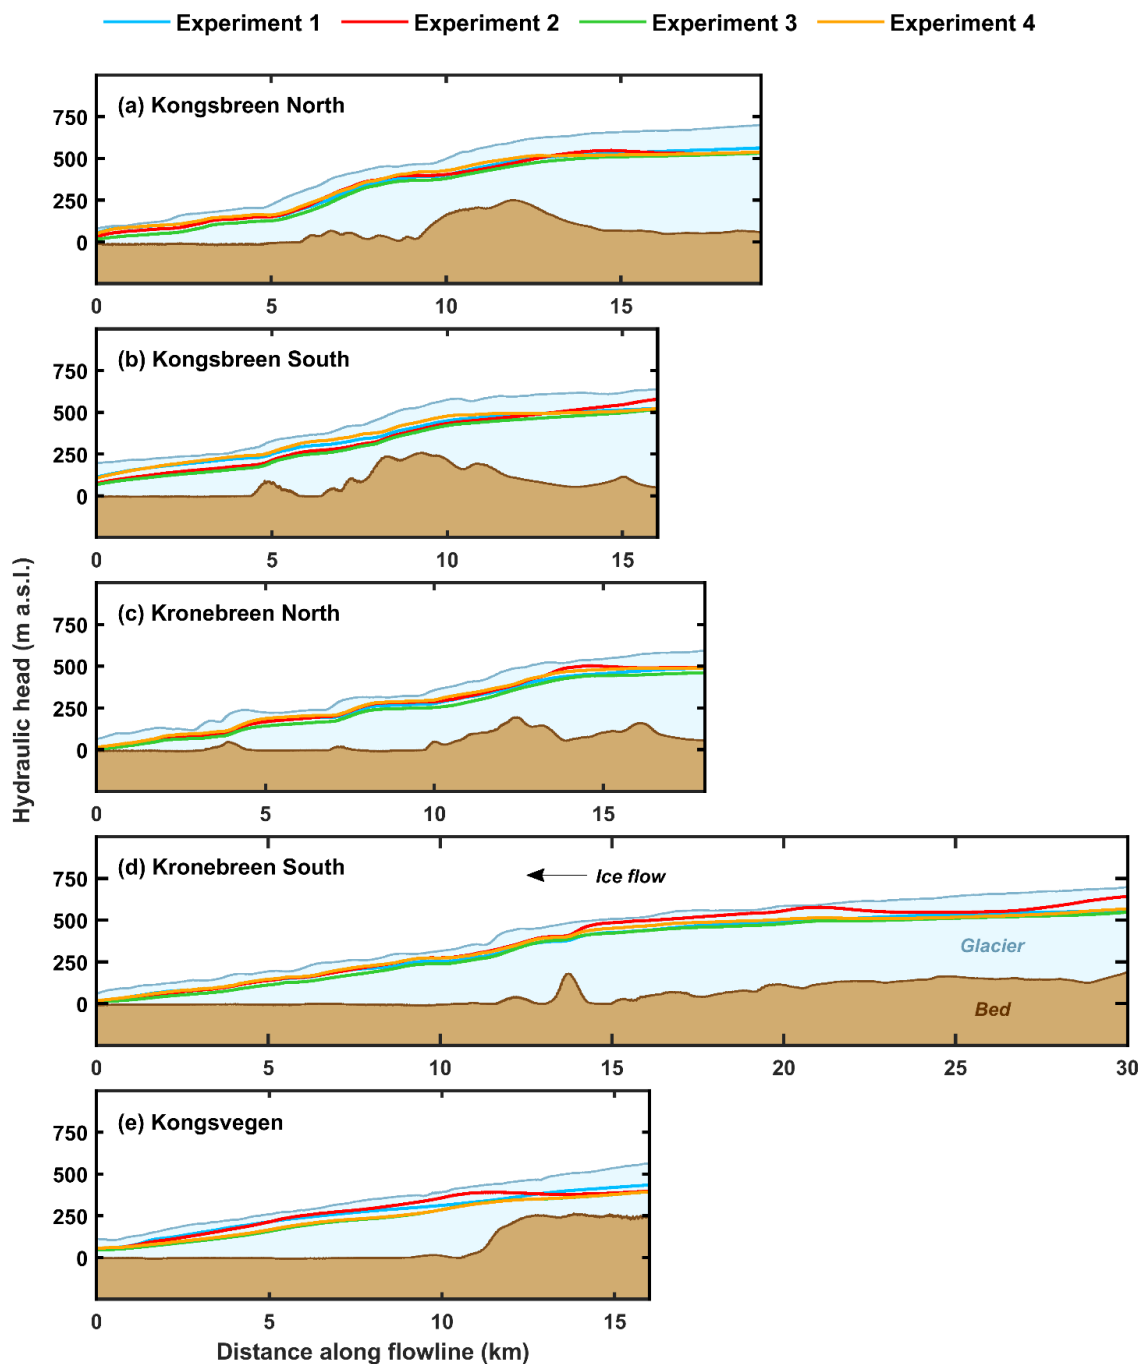 Experiment 1 Experiment 2 Experiment 3 Experiment 4
(a) Kongsbreen North
750
500
250
0
0 5 10 15
(b) Kongsbreen South
750
500
250
0
0 5 10 15
Hydraulic head (m a.s.l.)
(c) Kronebreen North
750
500
250
0
0 5 10 15
(d) Kronebreen South
Ice flow
750
500
250
0
Glacier
Bed
0 5 10 15 20 25 30
(e) Kongsvegen
750
500
250
0
0 5 10 15
Distance along flowline (km)